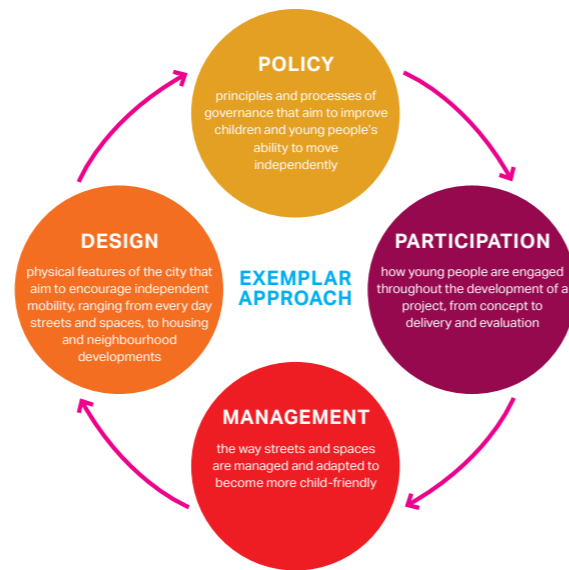 POLICY
principles and processes of
governance that aim to improve
children and young people's
ability to move
independently
DESIGN
physical features of the city that
aim to encourage independent
mobility, ranging from every day
streets and spaces, to housing
and neighbourhood
developments
EXEMPLAR
APPROACH
PARTICIPATION
how young people are engaged
throughout the development of a
project, from concept to
delivery and evaluation
MANAGEMENT
the way streets and spaces
are managed and adapted to
become more child-friendly